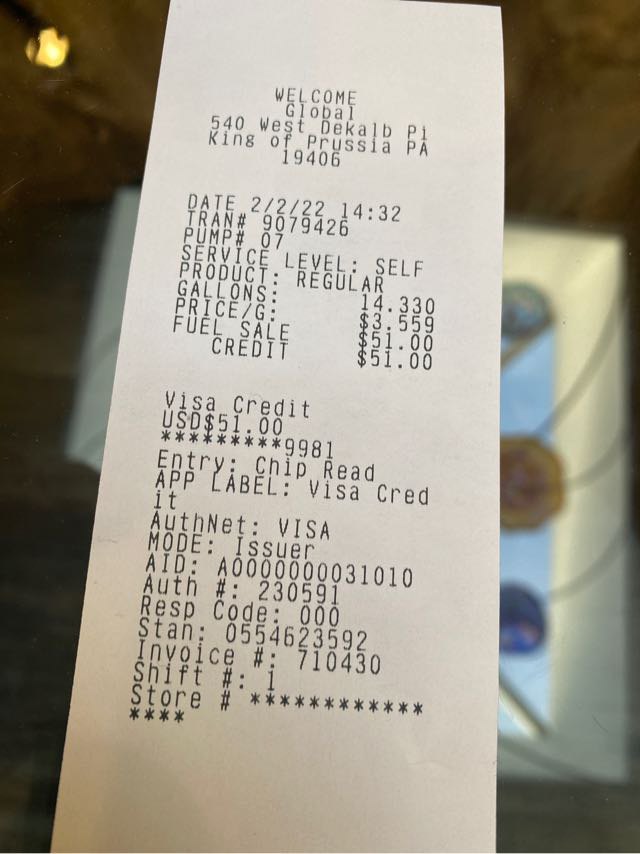 WELCOME
Global
540 West Dekalb Pi
King of Prussia PA
19406
DATE 2/2/22 14:32
TRAN# 9079426
PUMP# 07
SERVICE LEVEL: SELF
PRODUCT: REGULAR
GALLONS: 14.330
PRICE/G: $3.559
FUEL SALE $51.00
CREDIT $51.00
Visa Credit
USD$51.00
*********9981
Entry: Chip Read
APP LABEL: Visa Cred
it
AuthNet: VISA
MODE: Issuer
AID: A0000000031010
Auth #: 230591
Resp Code: 000
Stan: 0554623592
Invoice #: 710430
Shift #: 1
Store # ************
****